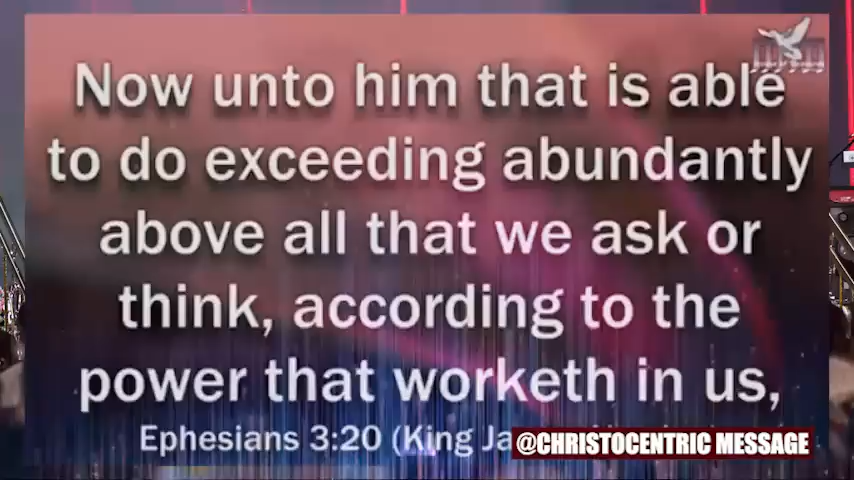 Now unto him that is able
to do exceeding abundantly
above all that we ask or
think, according to the
power that worketh in us,
Ephesians 3:20 (King
@CHRISTOCENTRIC MESSAGE